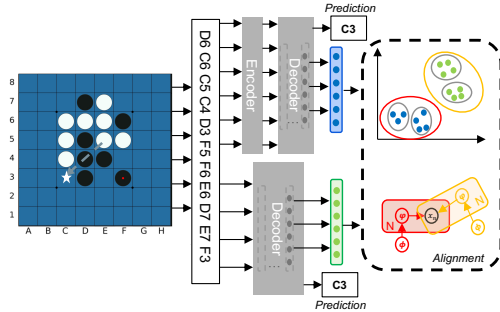 Prediction
C3
D6 C6 C5 C4 D3 F5 F6 E6 D7 E7 F3
Encoder
Decoder
Decoder
8
7
6
5
4
3
2
1
A B C D E F G H
C3
Prediction
N φ x_n
ϕ
φ N
ϕ
Alignment